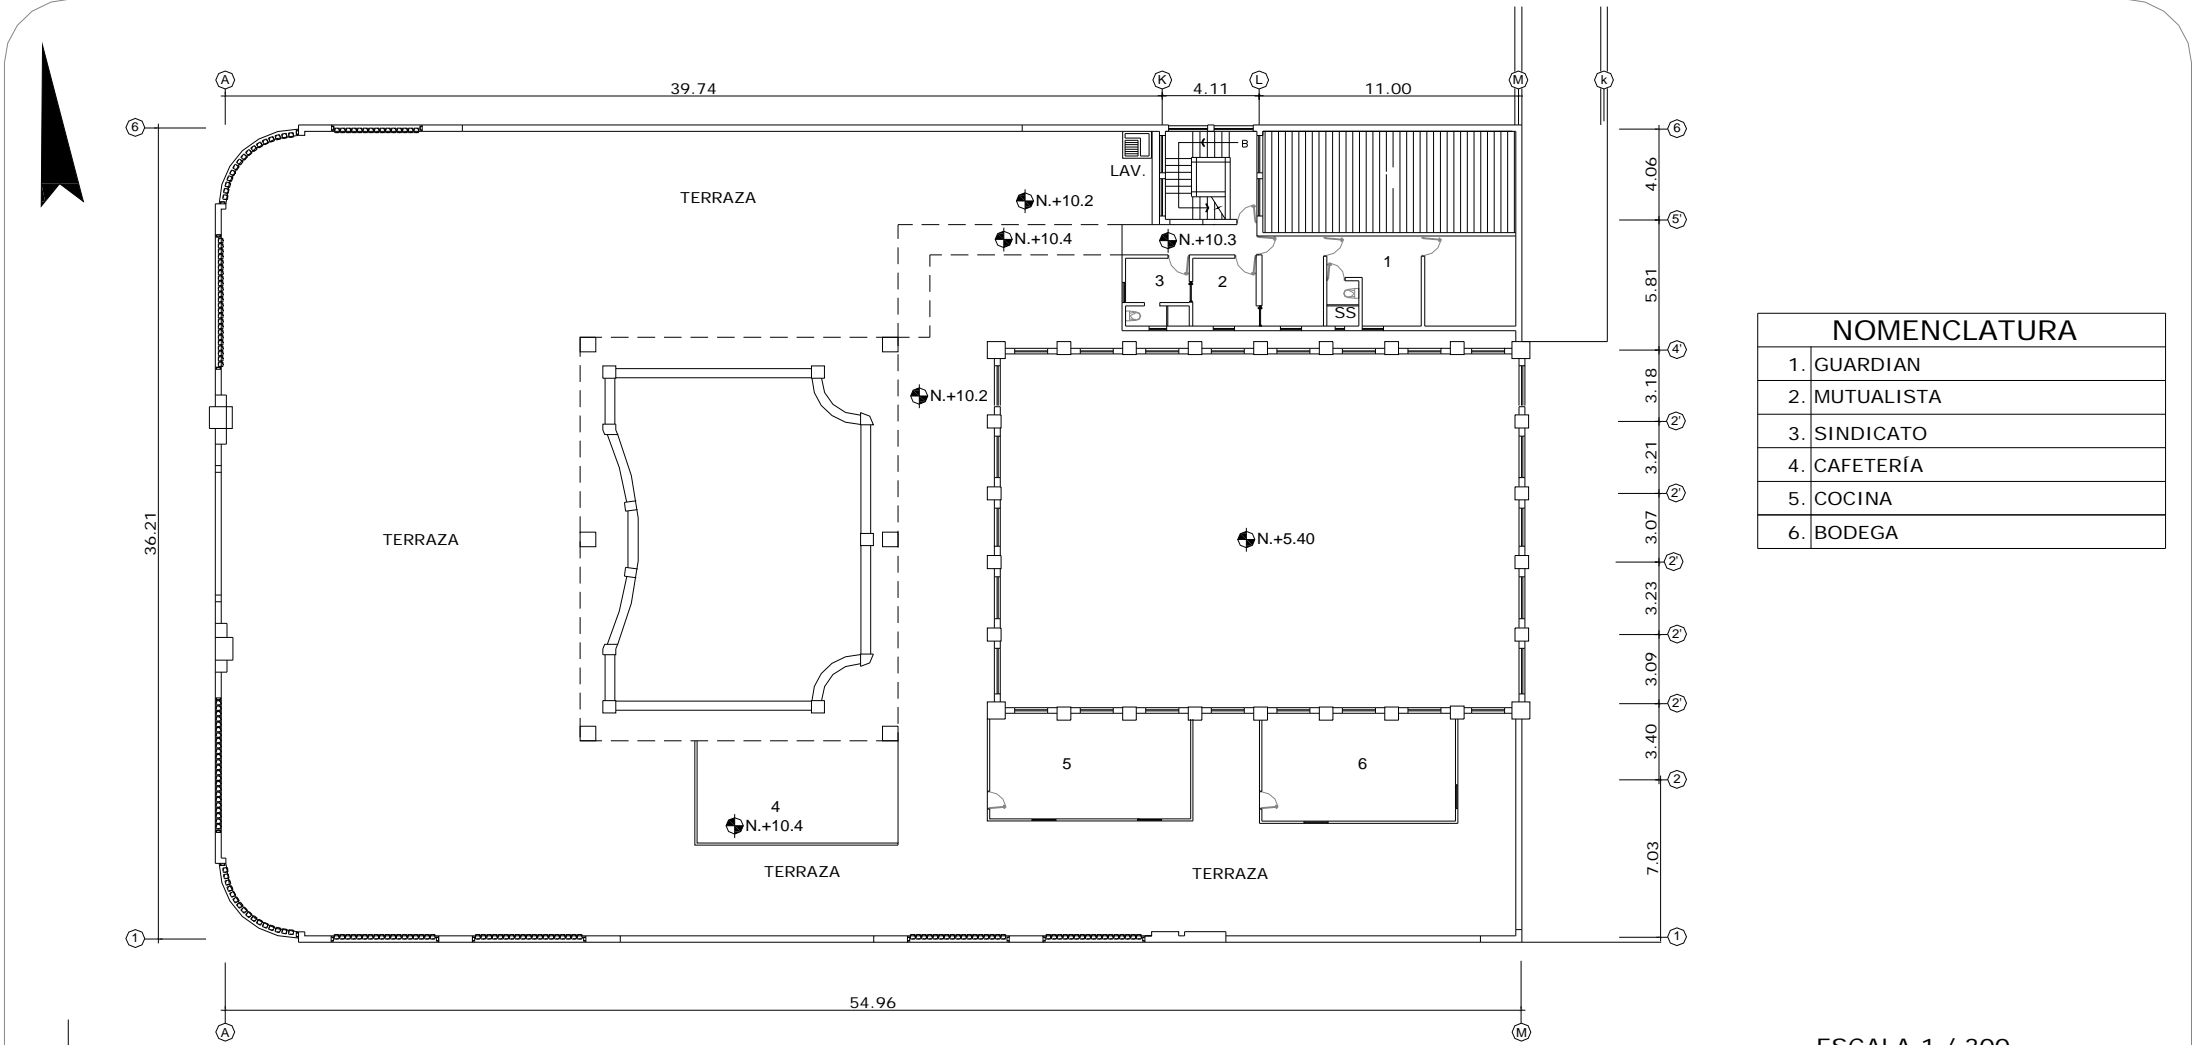 A
K
L
M
k
39.74
4.11
11.00
6
6
B
LAV.
4.06
TERRAZA
N.+10.2
5'
N.+10.4
N.+10.3
1
3
2
5.81
SS
NOMENCLATURA
1. GUARDIAN
2. MUTUALISTA
3. SINDICATO
4. CAFETERÍA
5. COCINA
6. BODEGA
4'
3.18
N.+10.2
2'
3.21
2'
36.21
TERRAZA
N.+5.40
3.07
2'
3.23
2'
3.09
2'
3.40
5
6
2
4
N.+10.4
7.03
TERRAZA
TERRAZA
1
1
54.96
A
M
ESCALA 1 / 200